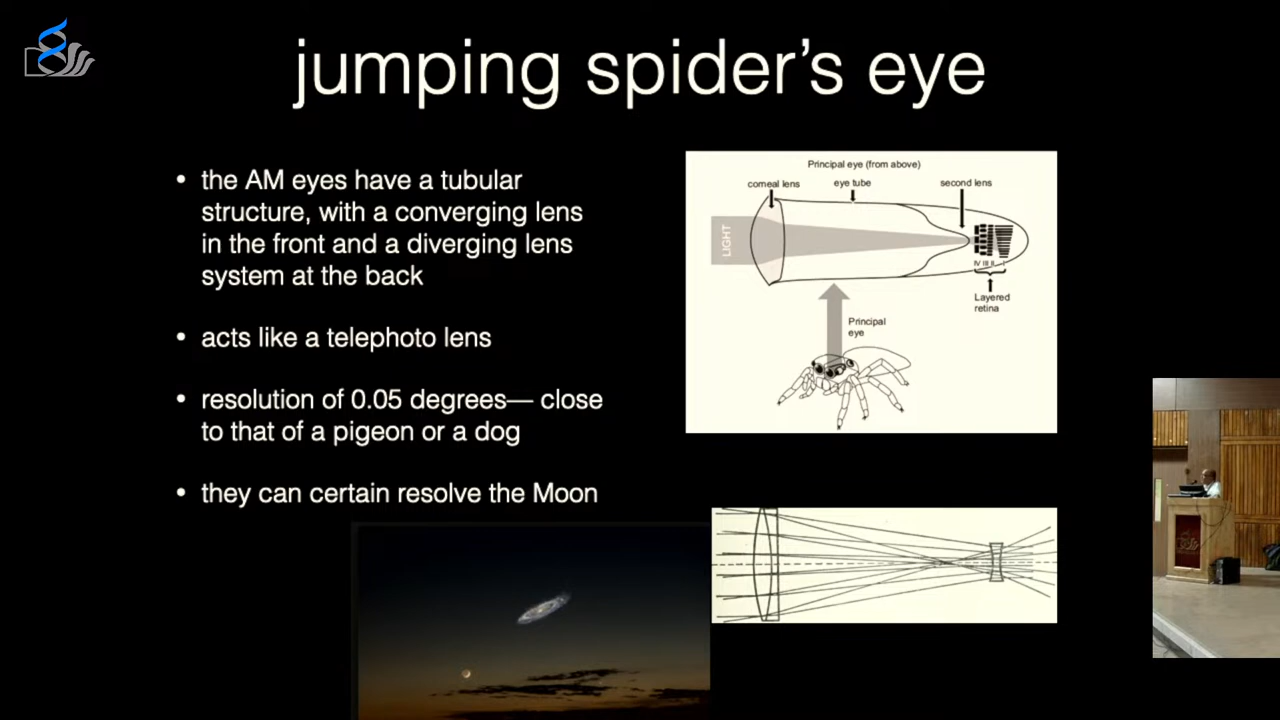 jumping spider's eye
• the AM eyes have a tubular
structure, with a converging lens
in the front and a diverging lens
system at the back
• acts like a telephoto lens
• resolution of 0.05 degrees— close
to that of a pigeon or a dog
• they can certain resolve the Moon
Principal eye (from above)
corneal lens
eye tube
second lens
LIGHT
IV III II
Layered
retina
Principal
eye